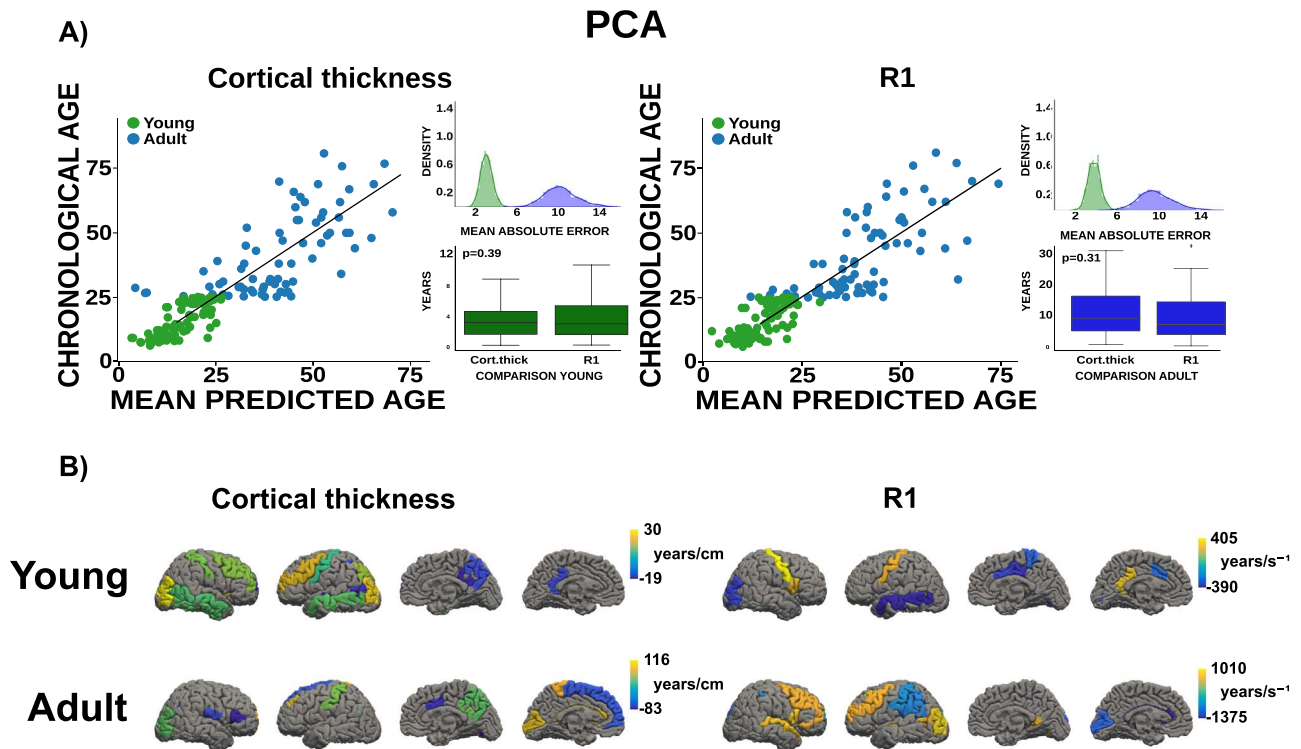 PCA
A)
Cortical thickness
R1
CHRONOLOGICAL AGE
75
50
25
0
Young
Adult
0 25 50 75
MEAN PREDICTED AGE
DENSITY
1.4
1.0
0.6
0.2
2 6 10 14
MEAN ABSOLUTE ERROR
YEARS
12
8
4
0
p=0.39
Cort.thick R1
COMPARISON YOUNG
CHRONOLOGICAL AGE
75
50
25
0
Young
Adult
0 25 50 75
MEAN PREDICTED AGE
DENSITY
1.4
1.0
0.6
0.2
2 6 10 14
MEAN ABSOLUTE ERROR
YEARS
30
20
10
0
p=0.31
Cort.thick R1
COMPARISON ADULT
B)
Cortical thickness
R1
Young
30
years/cm
-19
405
years/s⁻¹
-390
Adult
116
years/cm
-83
1010
years/s⁻¹
-1375